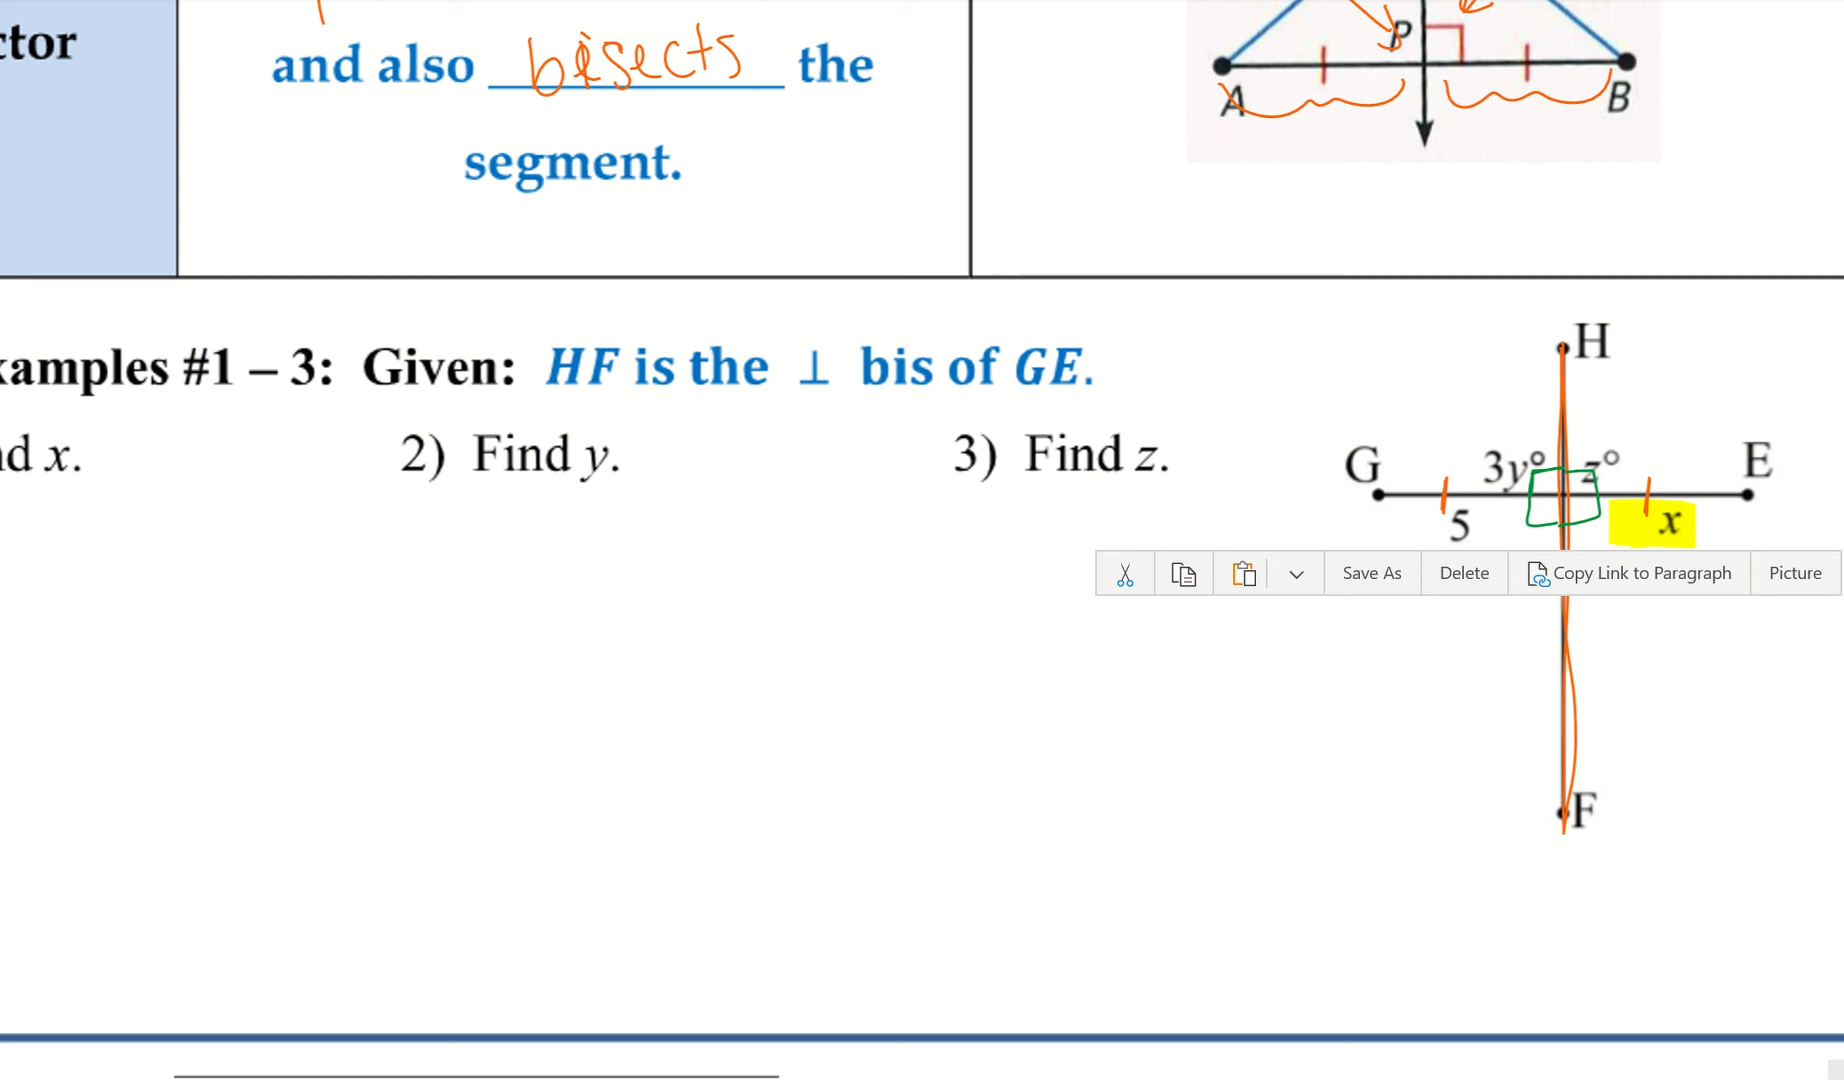 ctor
and also bisects the
segment.
P
A
B
xamples #1 – 3: Given: HF is the ⊥ bis of GE.
d x.
2) Find y.
3) Find z.
H
G
3y°
z°
E
5
x
Save As
Delete
Copy Link to Paragraph
Picture
F